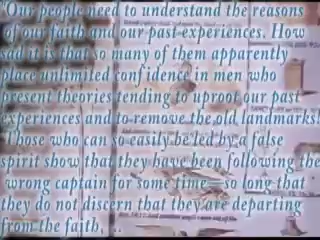 "Our people need to understand the reasons
of our faith and our past experiences. How
sad it is that so many of them apparently
place unlimited confidence in men who
present theories tending to uproot our past
experiences and to remove the old landmarks!
Those who can so easily be led by a false
spirit show that they have been following the
wrong captain for some time—so long that
they do not discern that they are departing
from the faith, ...